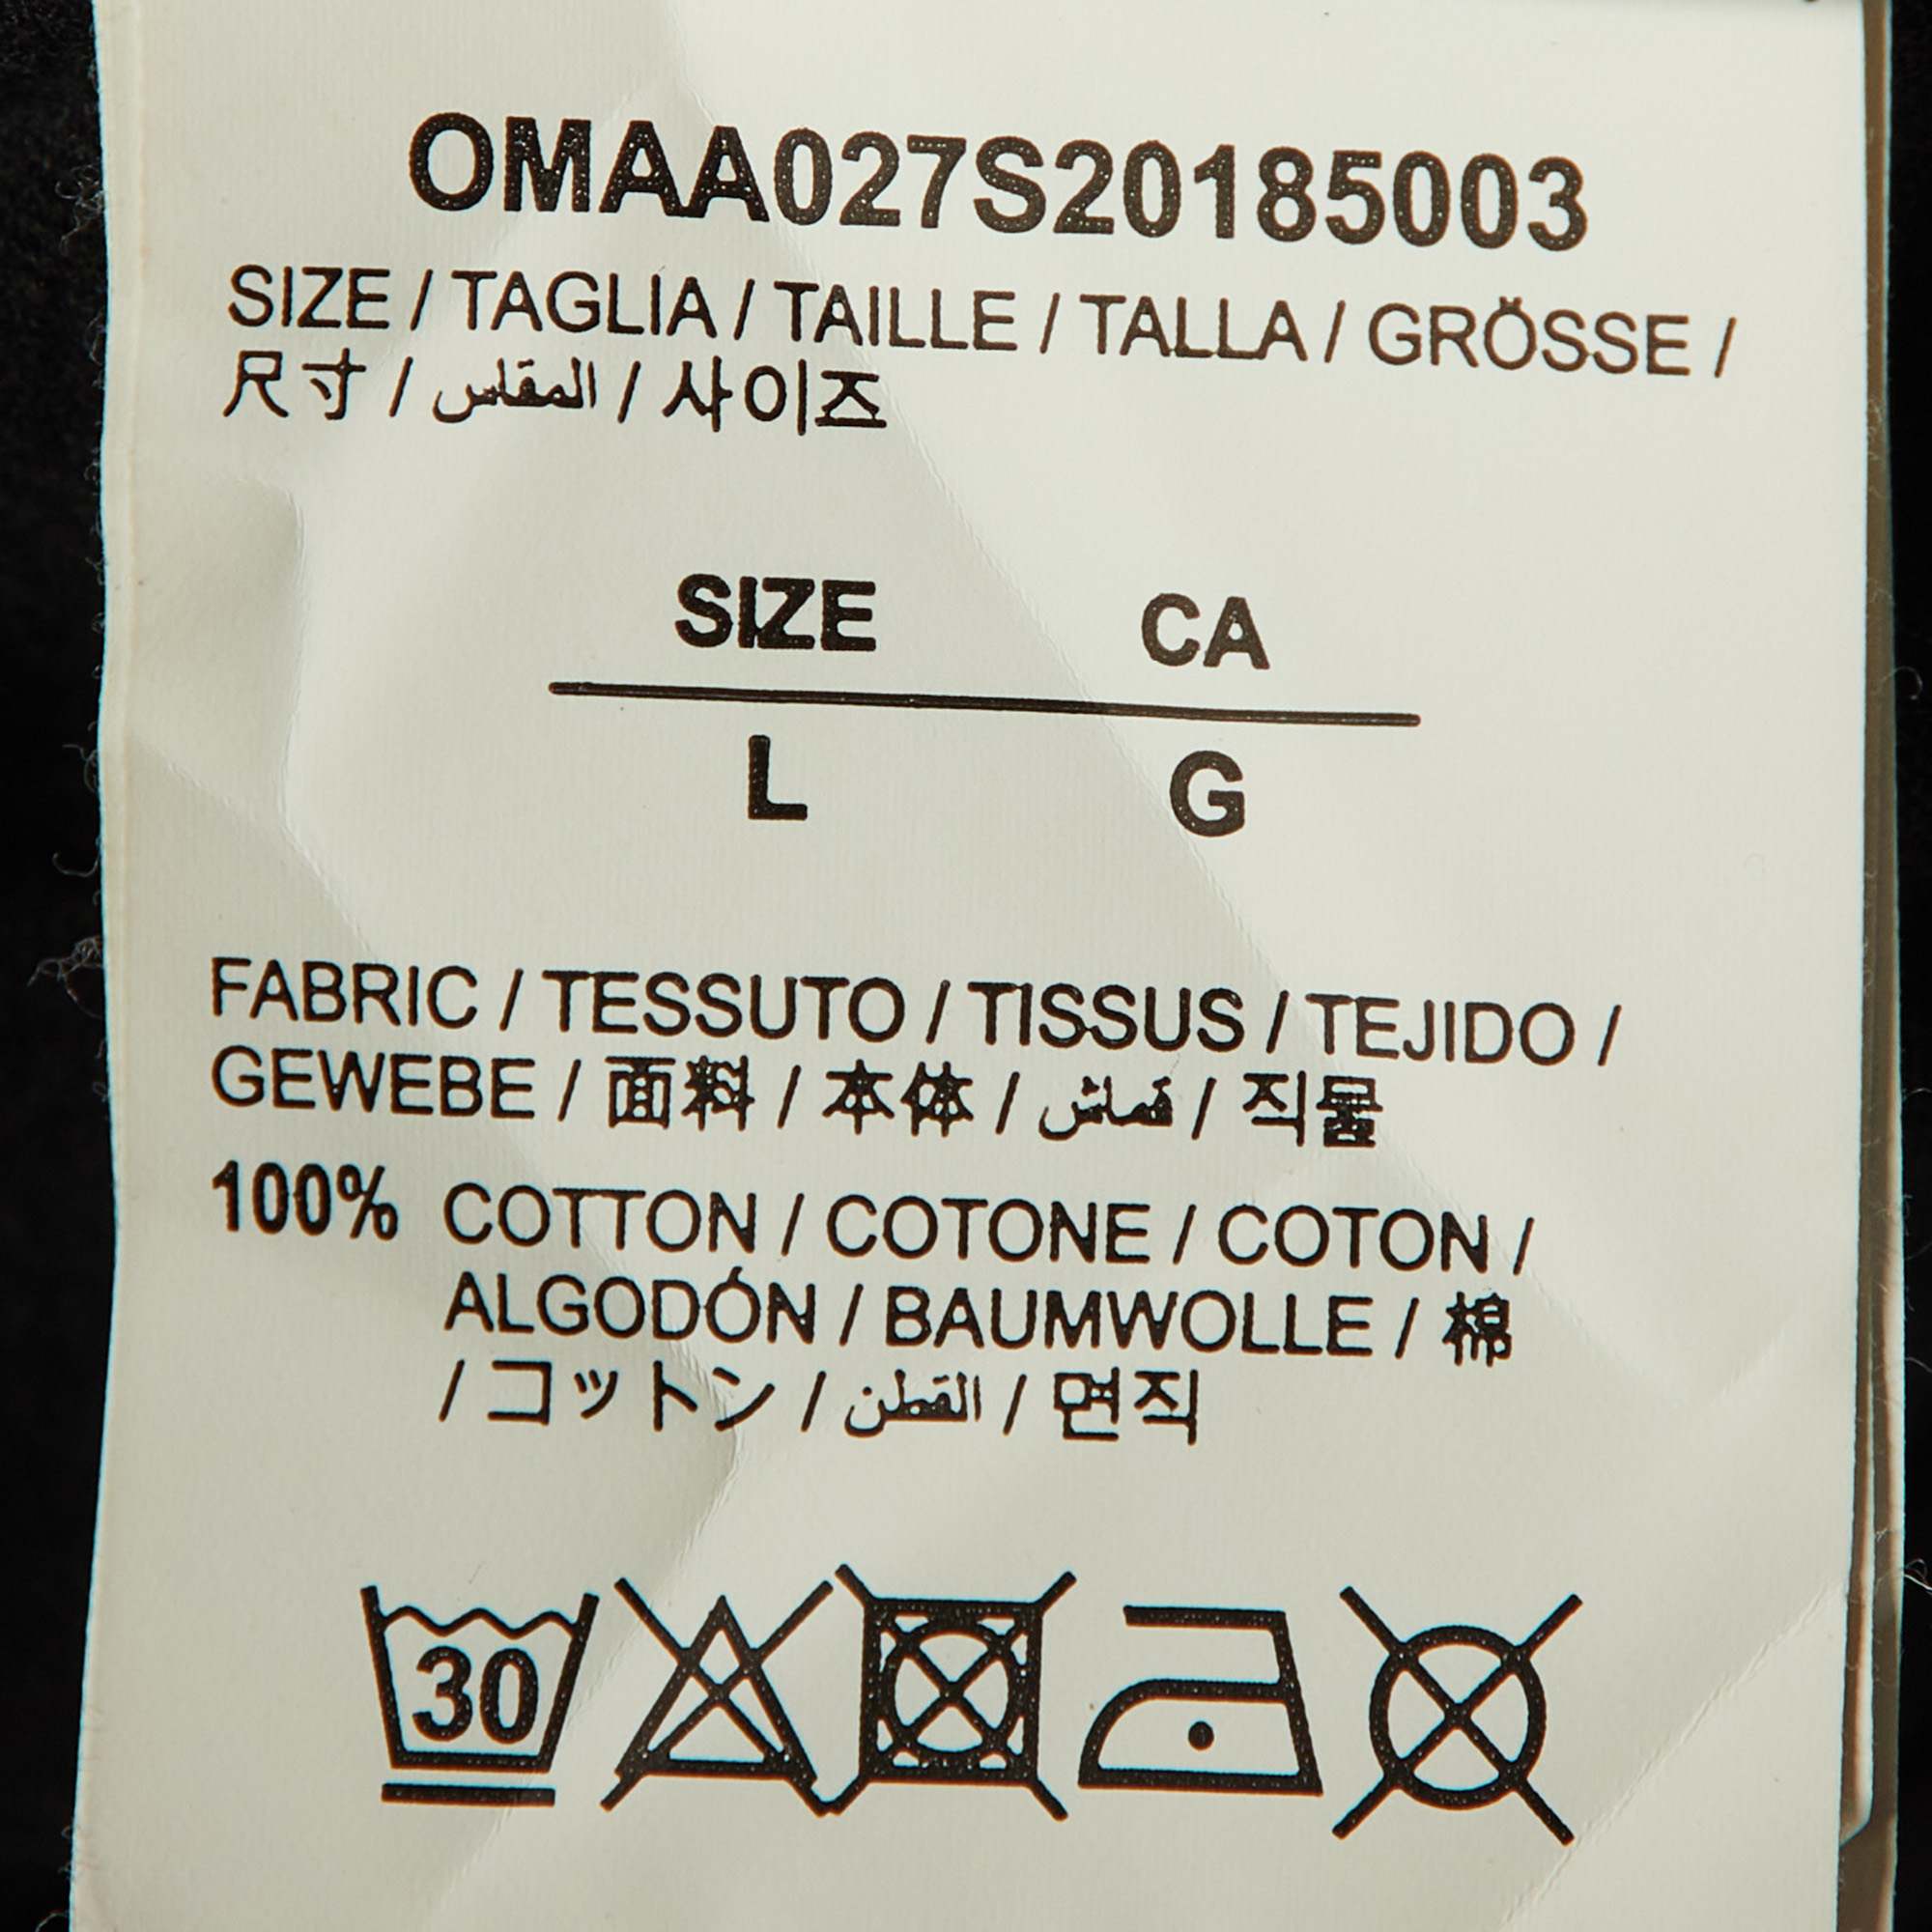 OMAA027S20185003
SIZE / TAGLIA / TAILLE / TALLA / GRÖSSE /
尺寸 / المقاس / 사이즈
SIZE CA
L G
FABRIC / TESSUTO / TISSUS / TEJIDO /
GEWEBE / 面料 / 本体 / قماش / 직물
100% COTTON / COTONE / COTON /
ALGODÓN / BAUMWOLLE / 棉
/ コットン / القطن / 면직
30